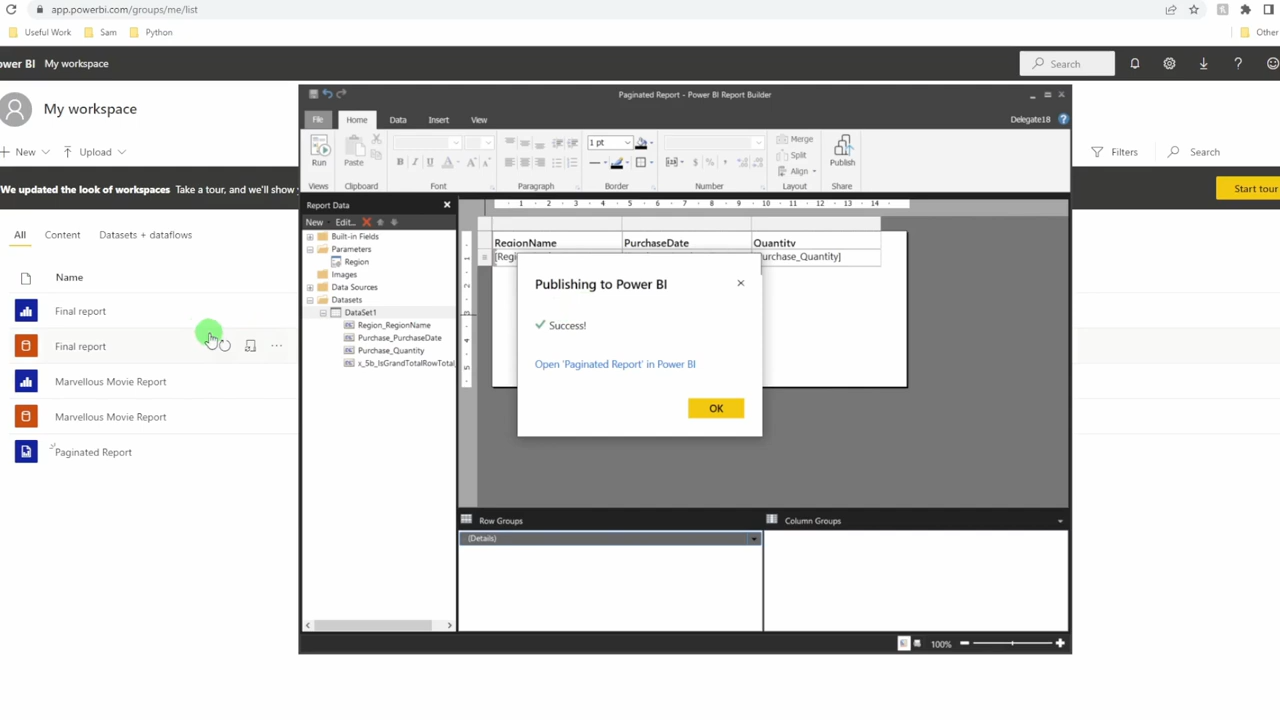 app.powerbi.com/groups/me/list
Useful Work
Sam
Python
Other
ower BI My workspace
Search
My workspace
New
Upload
Filters
Search
We updated the look of workspaces Take a tour, and we'll show
Start tour
All
Content
Datasets + dataflows
Name
Final report
Final report
Marvellous Movie Report
Marvellous Movie Report
Paginated Report
Paginated Report - Power BI Report Builder
File
Home
Data
Insert
View
Delegate18
Run
Paste
B I U A
1 pt
$ % ,
Merge
Split
Align
Publish
Views
Clipboard
Font
Paragraph
Border
Number
Layout
Share
Report Data
New
Edit...
Built-in Fields
Parameters
Region
Images
Data Sources
Datasets
DataSet1
Region_RegionName
Purchase_PurchaseDate
Purchase_Quantity
x_5b_IsGrandTotalRowTotal_
1 2 3 4 5 6 7 8 9 10 11 12 13 14
1
2
3
4
5
RegionName
PurchaseDate
Quantity
[Regi
urchase_Quantity]
Publishing to Power BI
Success!
Open 'Paginated Report' in Power BI
OK
Row Groups
Column Groups
(Details)
100%